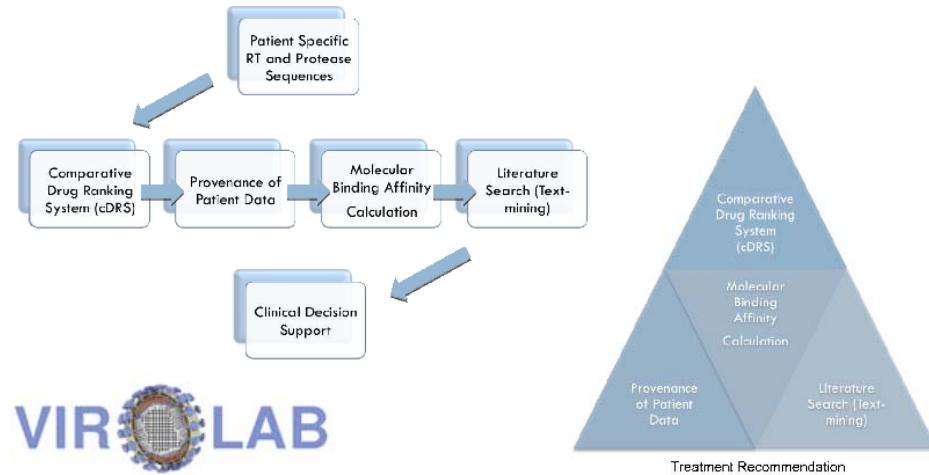 Patient Specific
RT and Protease
Sequences
Comparative
Drug Ranking
System (cDRS)
Provenance of
Patient Data
Molecular
Binding Affinity
Calculation
Literature
Search (Text-
mining)
Clinical Decision
Support
VIR LAB
Comparative
Drug Ranking
System
(cDRS)
Molecular
Binding
Affinity
Calculation
Provenance
of Patient
Data
Literature
Search (Text-
mining)
Treatment Recommendation